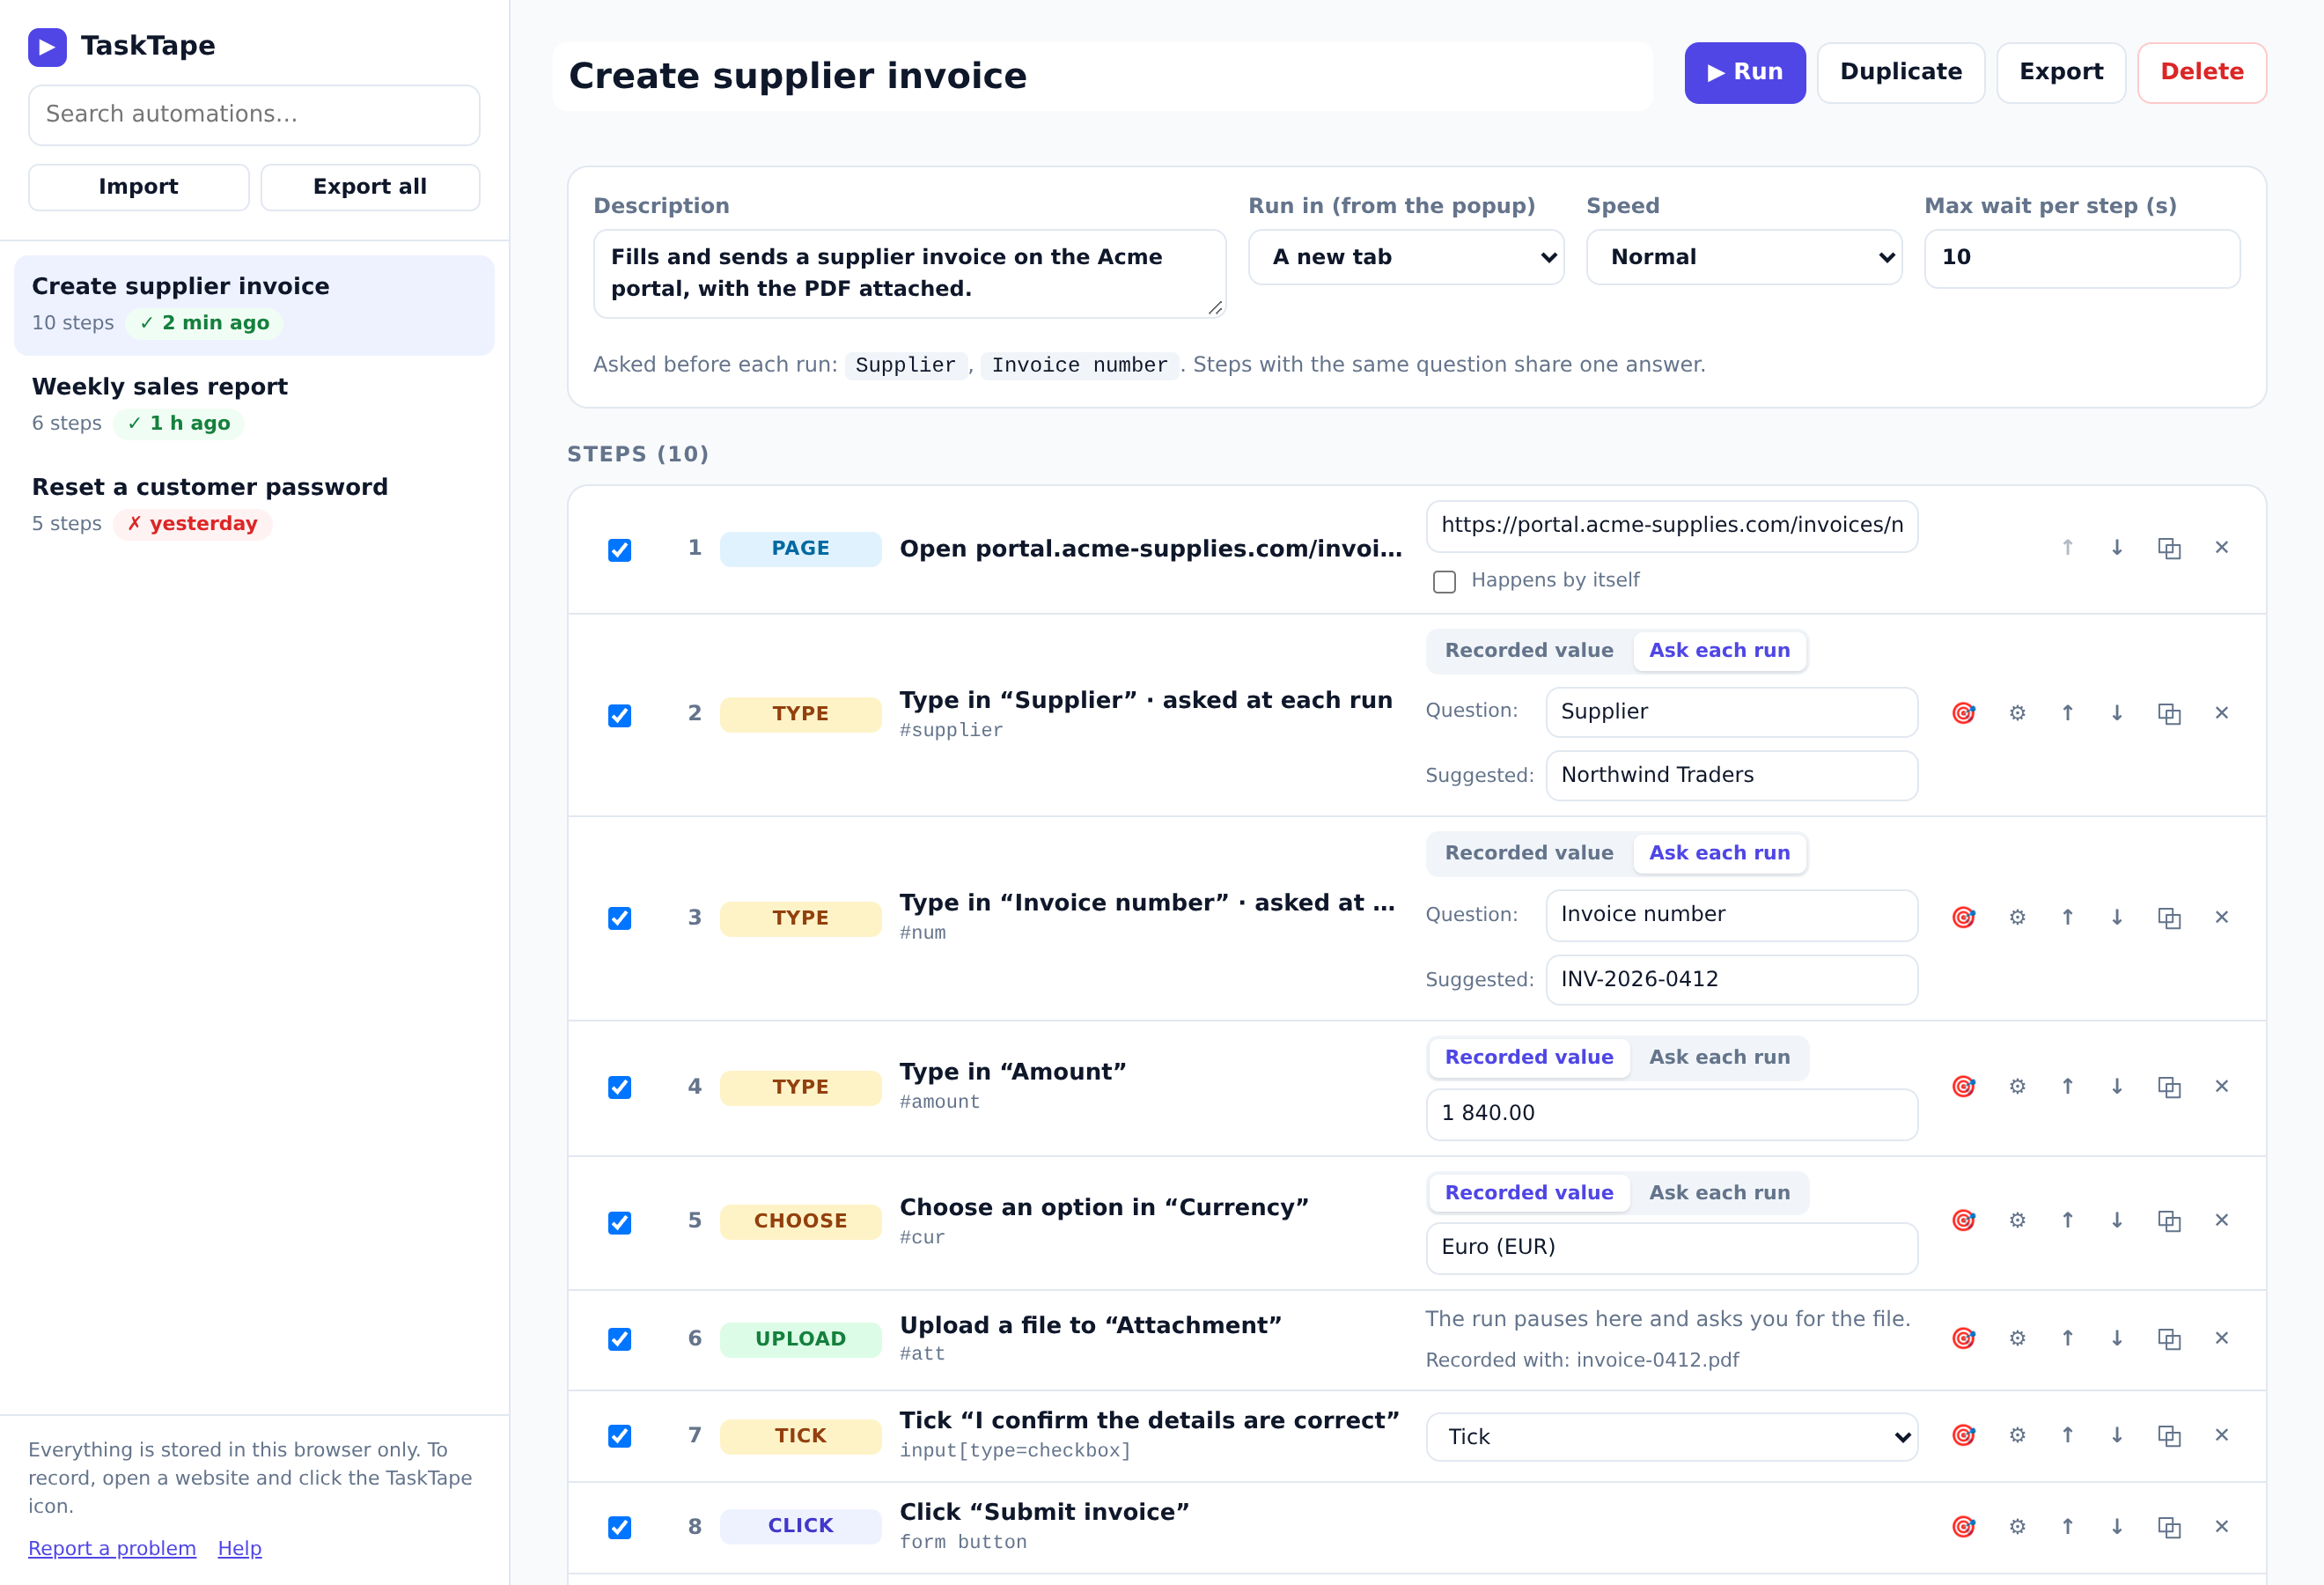 TaskTape
Search automations...
Import
Export all
Create supplier invoice
10 steps ✓ 2 min ago
Weekly sales report
6 steps ✓ 1 h ago
Reset a customer password
5 steps ✗ yesterday
Everything is stored in this browser only. To
record, open a website and click the TaskTape
icon.
Report a problem Help
Create supplier invoice
▶ Run
Duplicate
Export
Delete
Description
Fills and sends a supplier invoice on the Acme
portal, with the PDF attached.
Run in (from the popup)
A new tab
Speed
Normal
Max wait per step (s)
10
Asked before each run: Supplier, Invoice number. Steps with the same question share one answer.
STEPS (10)
1 PAGE Open portal.acme-supplies.com/invoi...
https://portal.acme-supplies.com/invoices/n
Happens by itself
↑ ↓ ✕
2 TYPE Type in “Supplier” · asked at each run
#supplier
Recorded value Ask each run
Question: Supplier
Suggested: Northwind Traders
🎯 ⚙ ↑ ↓ ✕
3 TYPE Type in “Invoice number” · asked at ...
#num
Recorded value Ask each run
Question: Invoice number
Suggested: INV-2026-0412
🎯 ⚙ ↑ ↓ ✕
4 TYPE Type in “Amount”
#amount
Recorded value Ask each run
1 840.00
🎯 ⚙ ↑ ↓ ✕
5 CHOOSE Choose an option in “Currency”
#cur
Recorded value Ask each run
Euro (EUR)
🎯 ⚙ ↑ ↓ ✕
6 UPLOAD Upload a file to “Attachment”
#att
The run pauses here and asks you for the file.
Recorded with: invoice-0412.pdf
🎯 ⚙ ↑ ↓ ✕
7 TICK Tick “I confirm the details are correct”
input[type=checkbox]
Tick
🎯 ⚙ ↑ ↓ ✕
8 CLICK Click “Submit invoice”
form button
🎯 ⚙ ↑ ↓ ✕